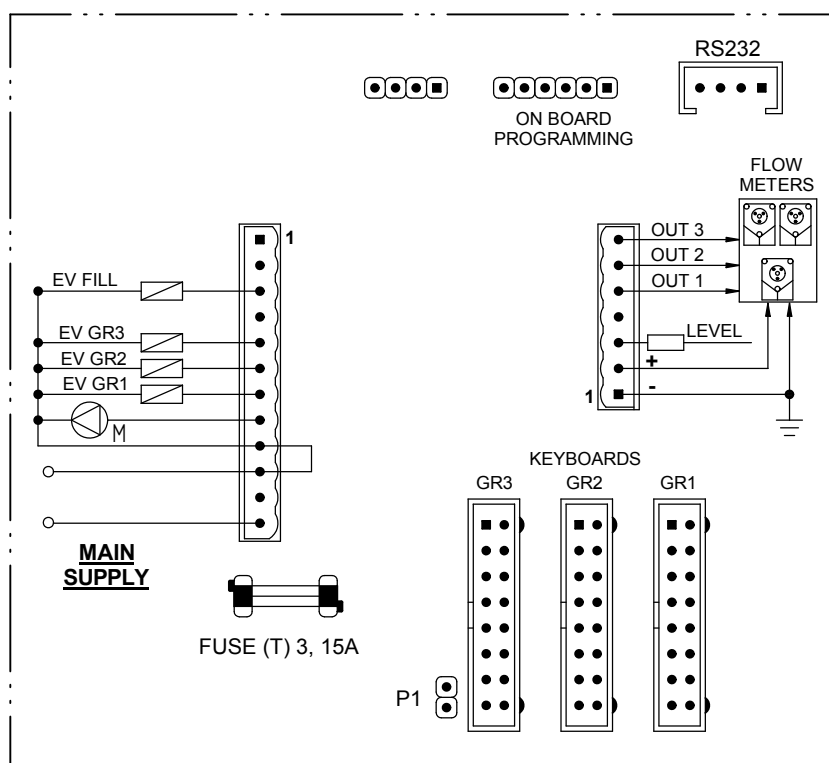 RS232
ON BOARD
PROGRAMMING
FLOW
METERS
1
OUT 3
OUT 2
OUT 1
EV FILL
EV GR3
EV GR2
EV GR1
M
LEVEL
+
-
1
KEYBOARDS
GR3 GR2 GR1
MAIN
SUPPLY
FUSE (T) 3, 15A
P1